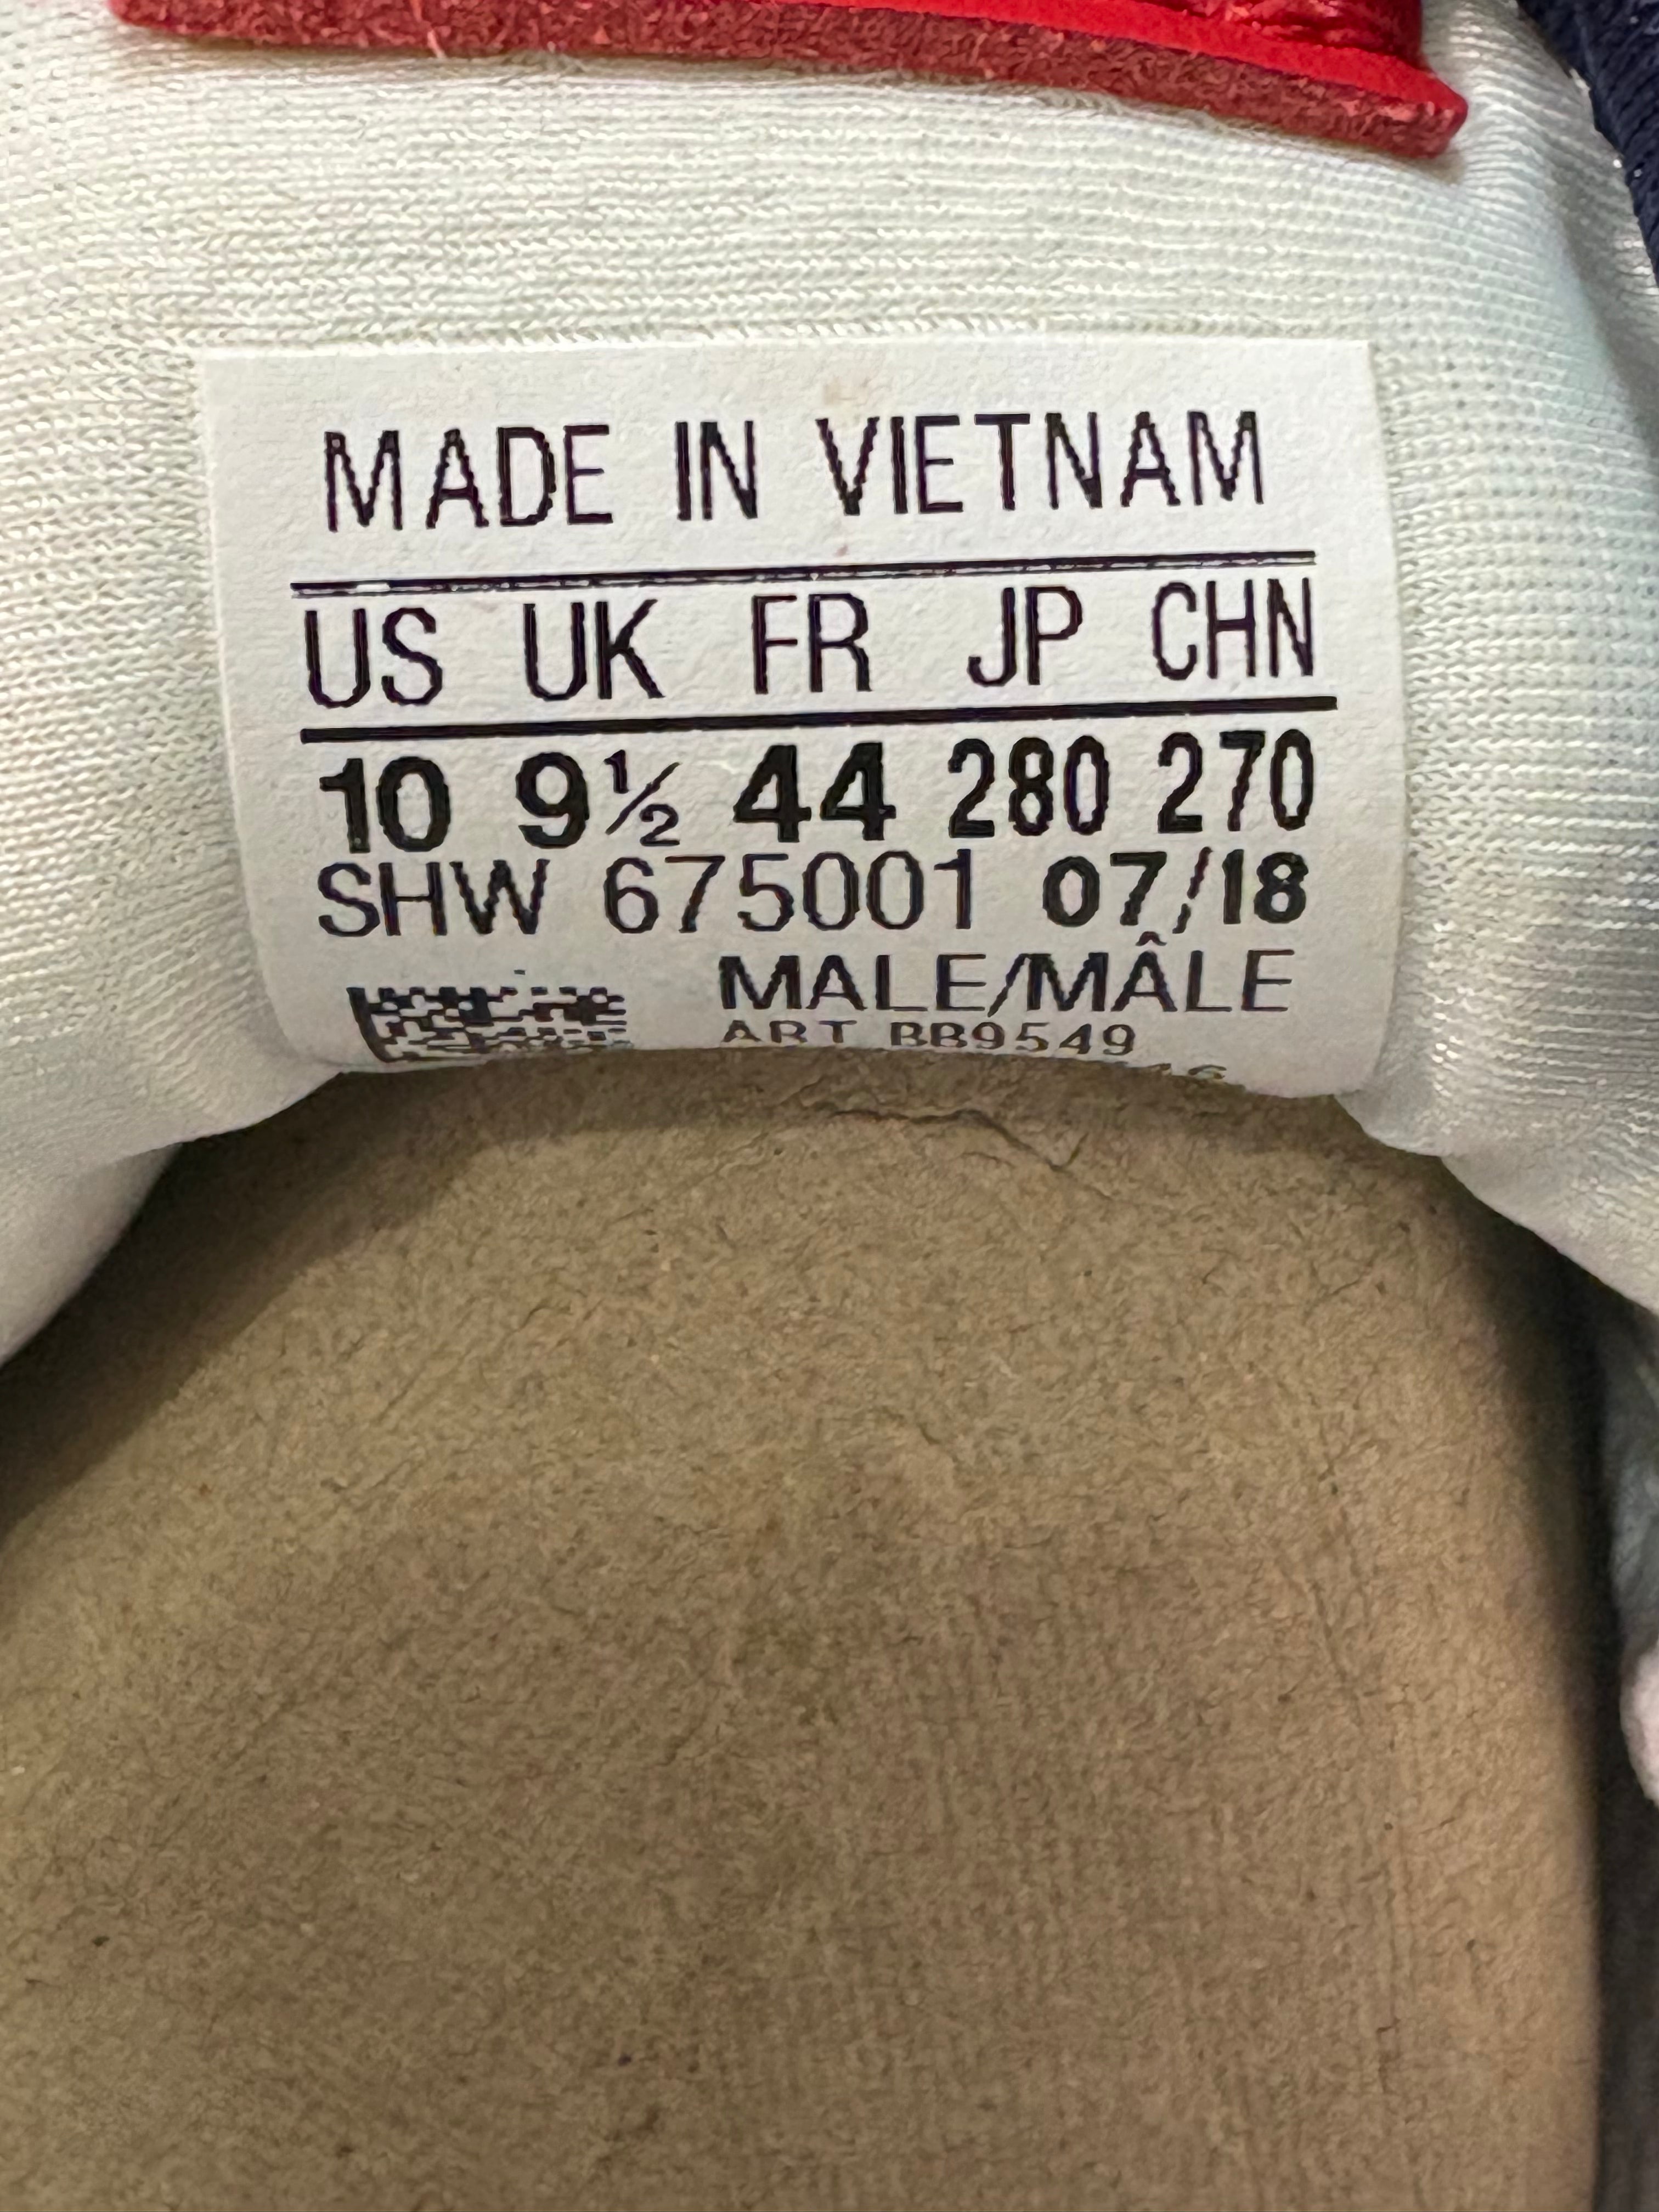 MADE IN VIETNAM
US UK FR JP CHN
10 9½ 44 280 270
SHW 675001 07/18
MALE/MÂLE
ART BB9549